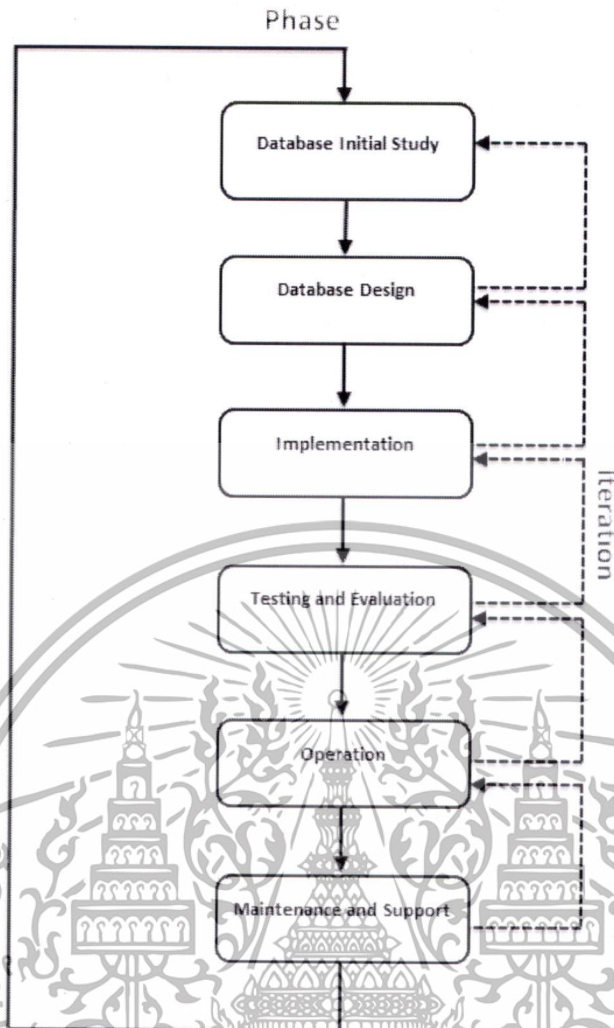 Phase
Database Initial Study
Database Design
Implementation
Iteration
Testing and Evaluation
Operation
Maintenance and Support